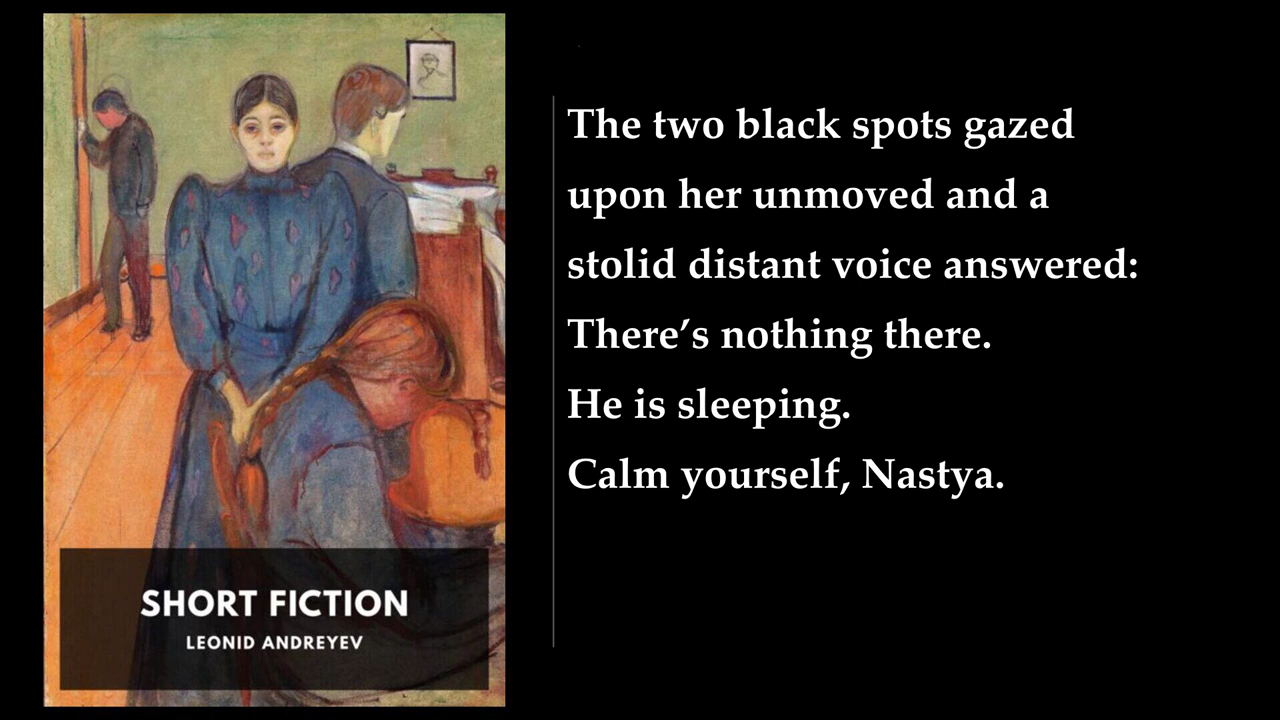 SHORT FICTION
LEONID ANDREYEV
The two black spots gazed
upon her unmoved and a
stolid distant voice answered:
There’s nothing there.
He is sleeping.
Calm yourself, Nastya.